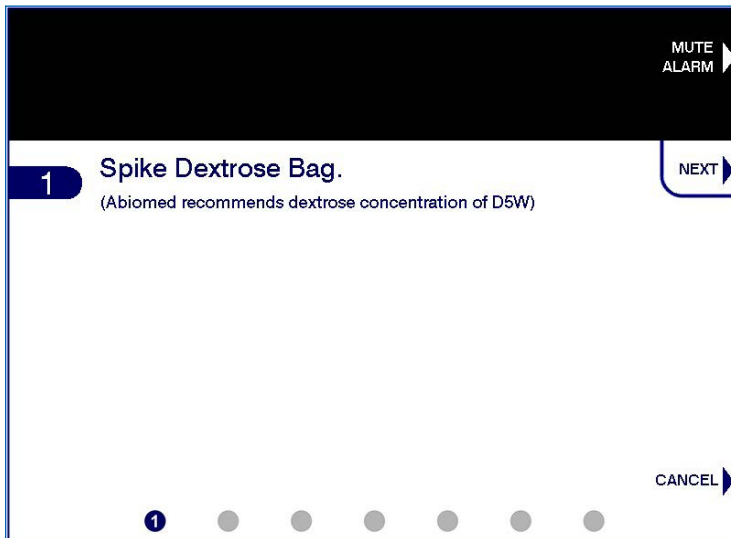 MUTE
ALARM
1
Spike Dextrose Bag.
NEXT
(Abiomed recommends dextrose concentration of D5W)
CANCEL
1